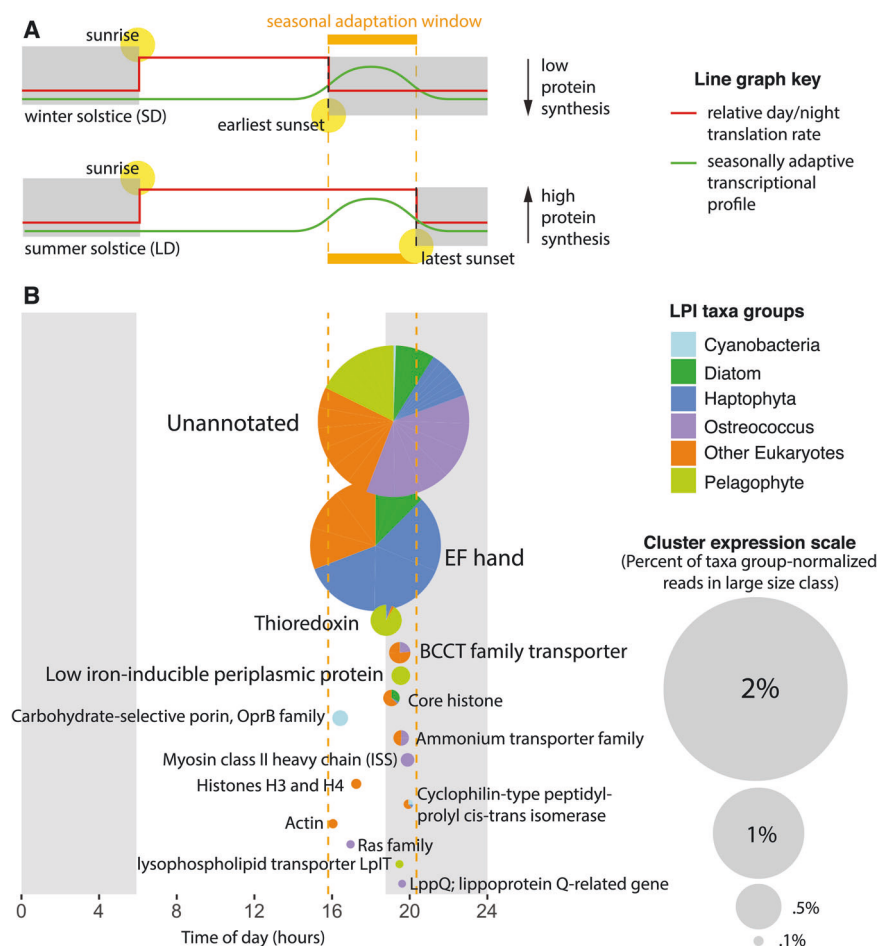 A
seasonal adaptation window
sunrise
winter solstice (SD)
earliest sunset
low
protein
synthesis
sunrise
summer solstice (LD)
latest sunset
high
protein
synthesis
Line graph key
relative day/night
translation rate
seasonally adaptive
transcriptional
profile
B
Unannotated
EF hand
Thioredoxin
BCCT family transporter
Low iron-inducible periplasmic protein
Core histone
Carbohydrate-selective porin, OprB family
Ammonium transporter family
Myosin class II heavy chain (ISS)
Histones H3 and H4
Cyclophilin-type peptidyl-
prolyl cis-trans isomerase
Actin
Ras family
lysophospholipid transporter LplT
LppQ; lippoprotein Q-related gene
0 4 8 12 16 20 24
Time of day (hours)
LPI taxa groups
Cyanobacteria
Diatom
Haptophyta
Ostreococcus
Other Eukaryotes
Pelagophyte
Cluster expression scale
(Percent of taxa group-normalized
reads in large size class)
2%
1%
.5%
.1%